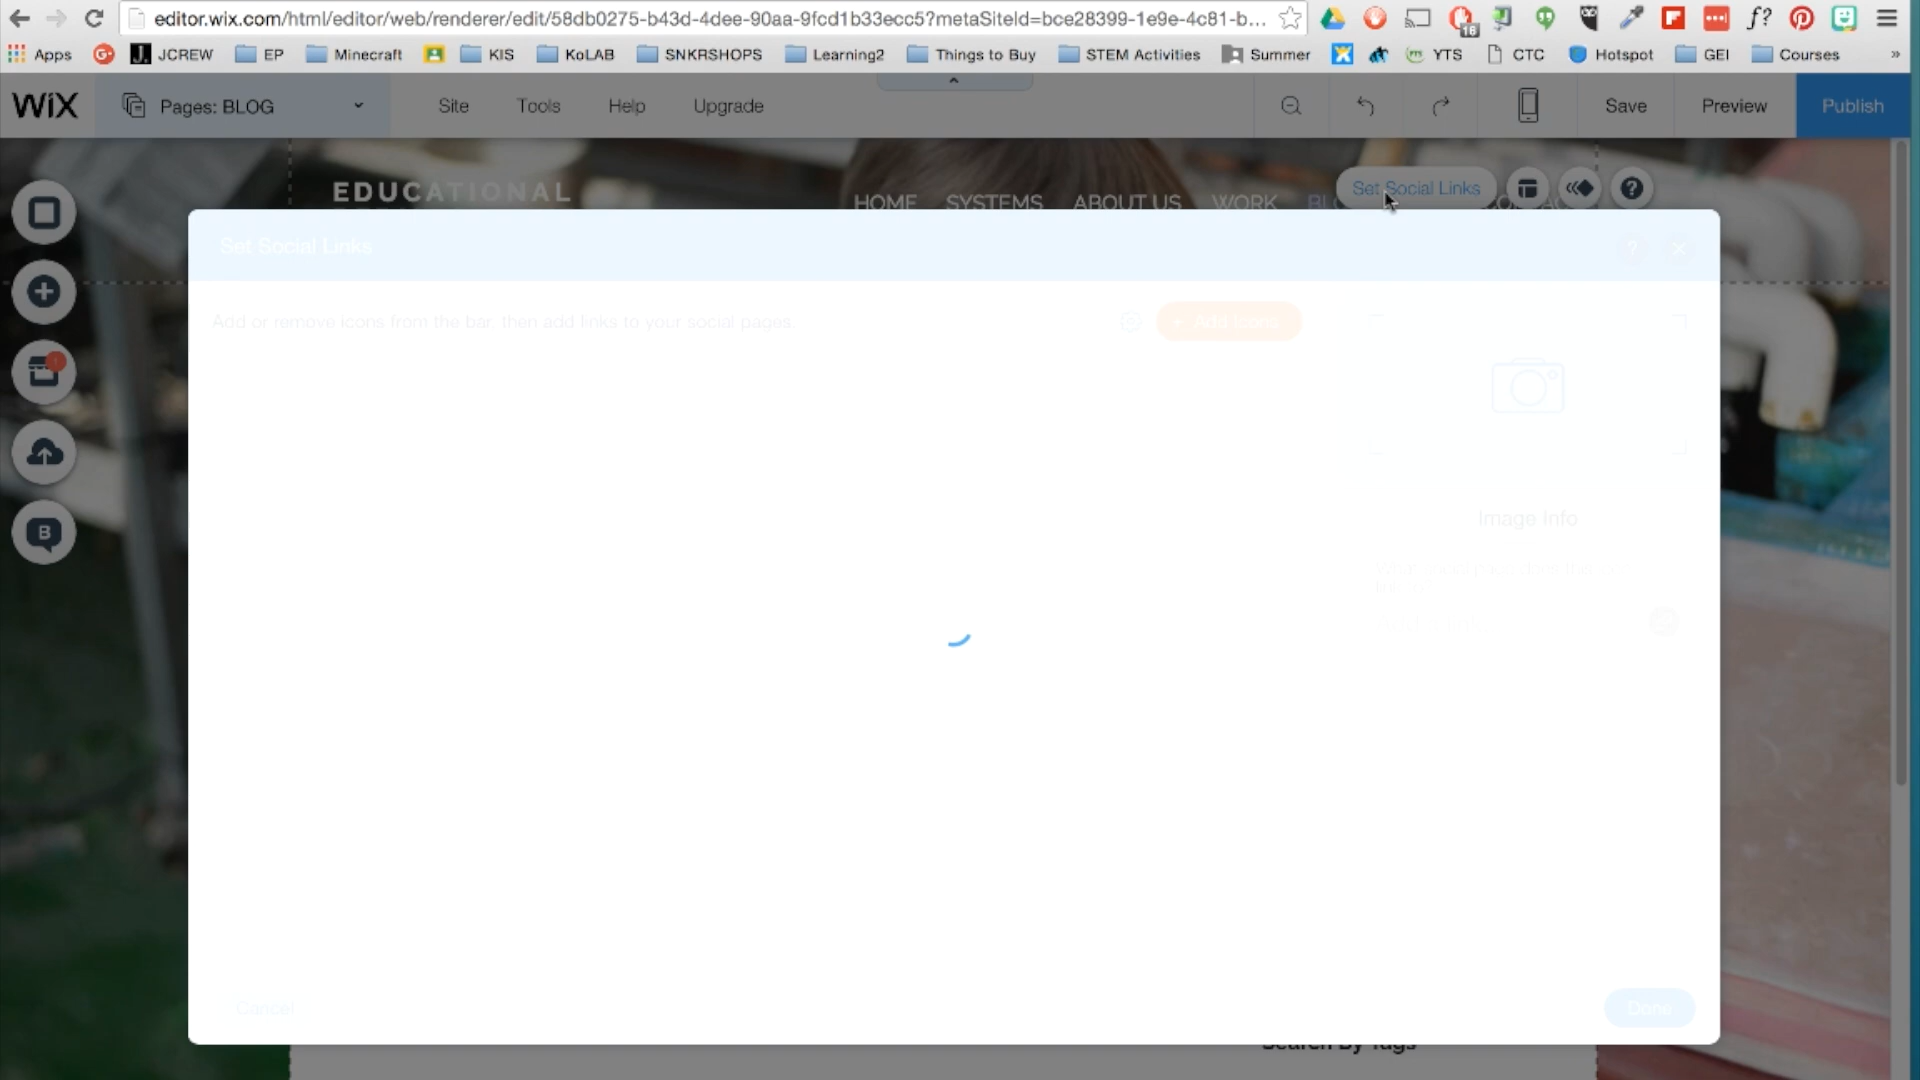 editor.wix.com/html/editor/web/renderer/edit/58db0275-b43d-4dee-90aa-9fcd1b33ecc5?metaSiteId=bce28399-1e9e-4c81-b...
16
f?
Apps
G+
J.
JCREW
EP
Minecraft
KIS
KoLAB
SNKRSHOPS
Learning2
Things to Buy
STEM Activities
Summer
YTS
CTC
Hotspot
GEI
Courses
»
WiX
Pages: BLOG
Site
Tools
Help
Upgrade
Save
Preview
Publish
EDUCATIONAL
HOME
SYSTEMS
ABOUT US
WORK
Set Social Links
?
Set Social Links
?
Add or remove icons from the bar, then add links to your social pages.
+ Add Icons
Image Info
B
Cancel
Done
Search By Tags